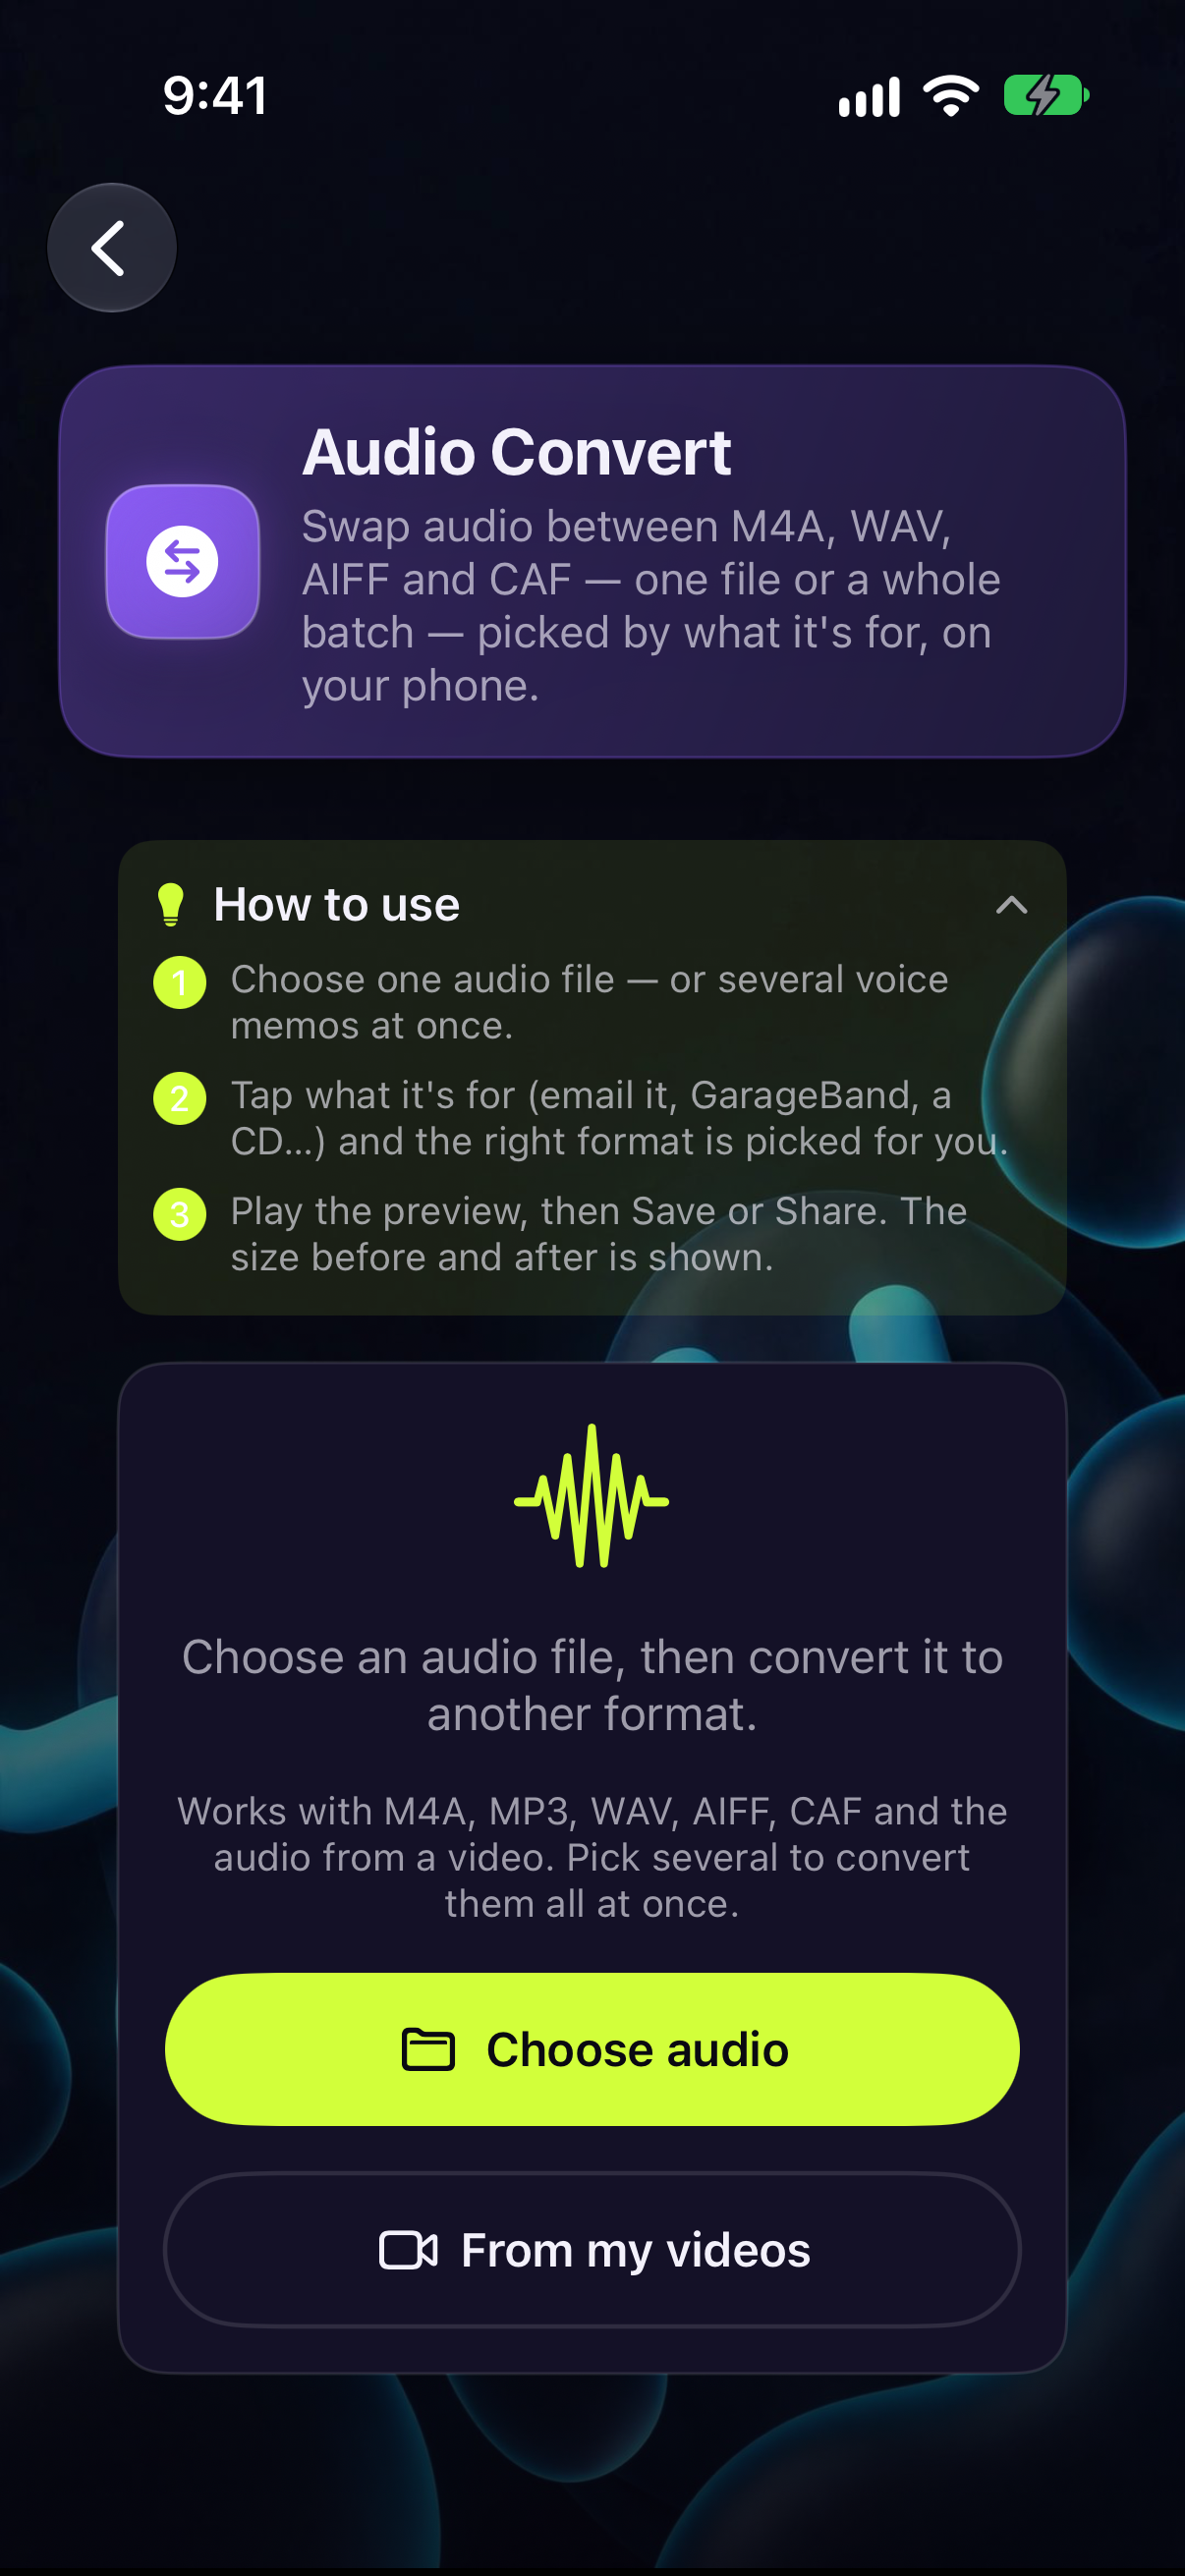 9:41
Audio Convert
Swap audio between M4A, WAV,
AIFF and CAF — one file or a whole
batch — picked by what it's for, on
your phone.
How to use
1 Choose one audio file — or several voice
memos at once.
2 Tap what it's for (email it, GarageBand, a
CD...) and the right format is picked for you.
3 Play the preview, then Save or Share. The
size before and after is shown.
Choose an audio file, then convert it to
another format.
Works with M4A, MP3, WAV, AIFF, CAF and the
audio from a video. Pick several to convert
them all at once.
Choose audio
From my videos